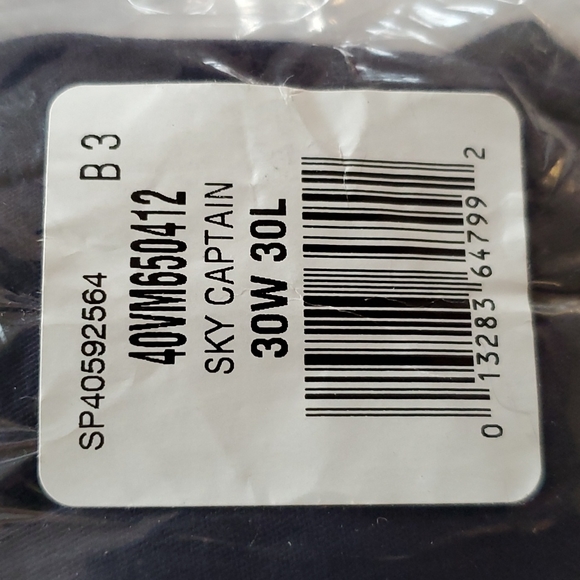 SP40592564 B 3
40VM650412
SKY CAPTAIN
30W 30L
0 13283 64799 2